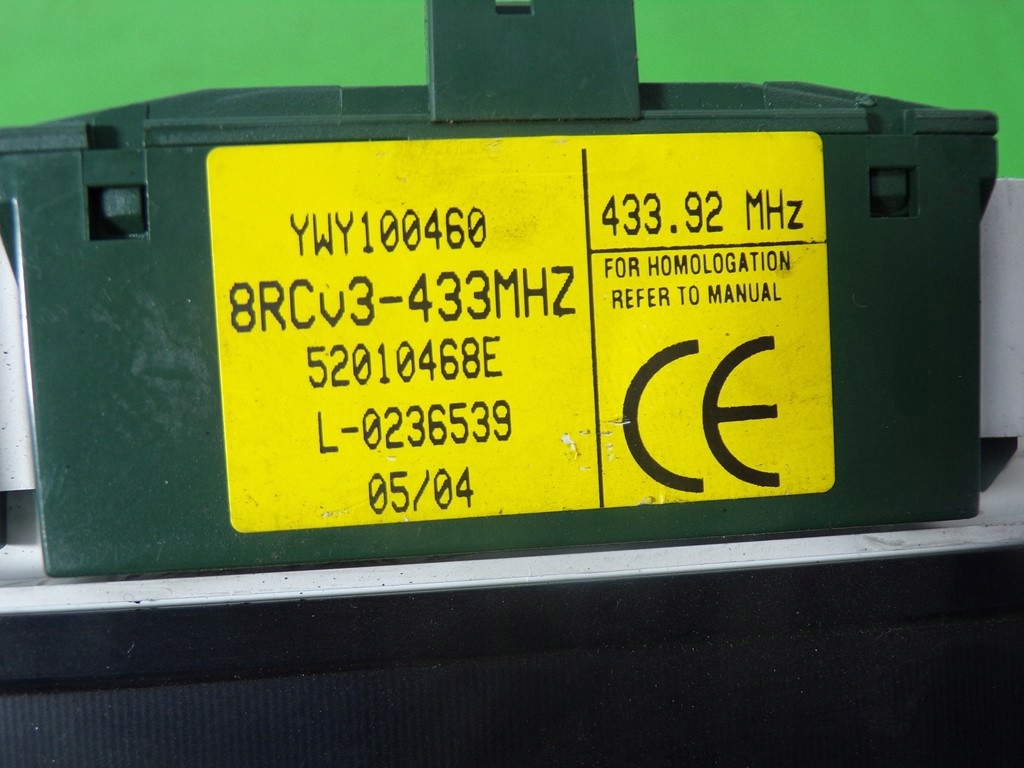 YWY100460
8RCv3-433MHZ
52010468E
L-0236539
05/04
433.92 MHz
FOR HOMOLOGATION
REFER TO MANUAL
CE